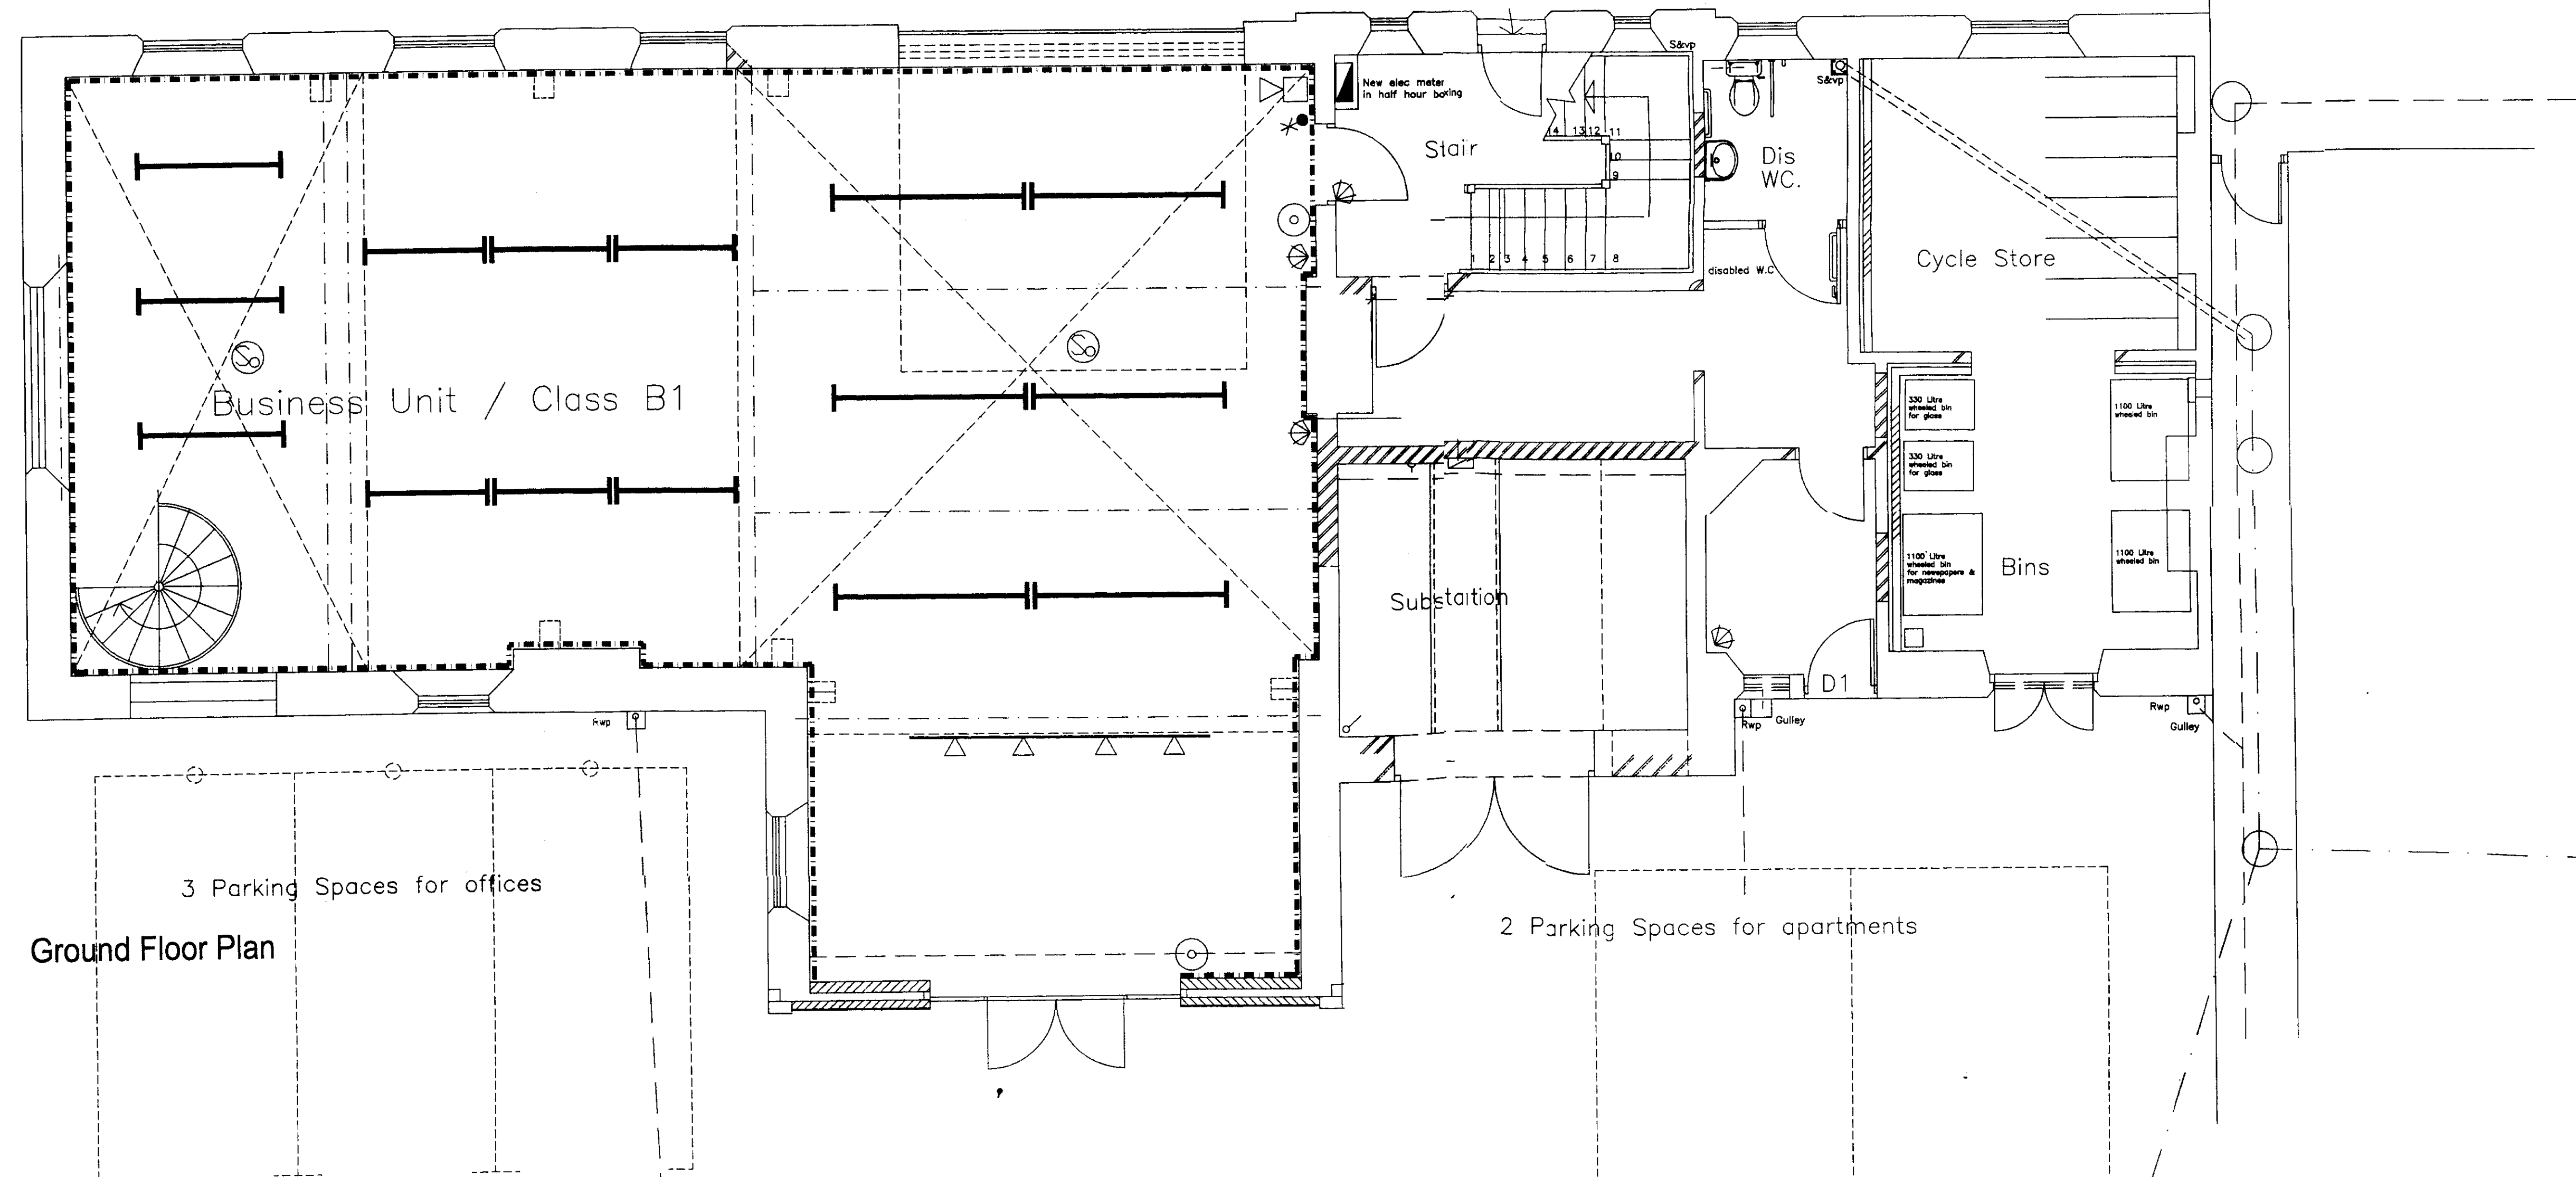 S&vp
New elec meter
in half hour boxing
S&vp
14 13 12 11
10
9
Stair
Dis
WC.
1 2 3 4 5 6 7 8
disabled W.C
Cycle Store
Business Unit / Class B1
330 Litre
wheeled bin
for glass
1100 Litre
wheeled bin
330 Litre
wheeled bin
for glass
1100 Litre
wheeled bin
for newspapers &
magazines
1100 Litre
wheeled bin
Bins
Substaition
D1
Rwp
Rwp
Gulley
Rwp
Gulley
3 Parking Spaces for offices
2 Parking Spaces for apartments
Ground Floor Plan